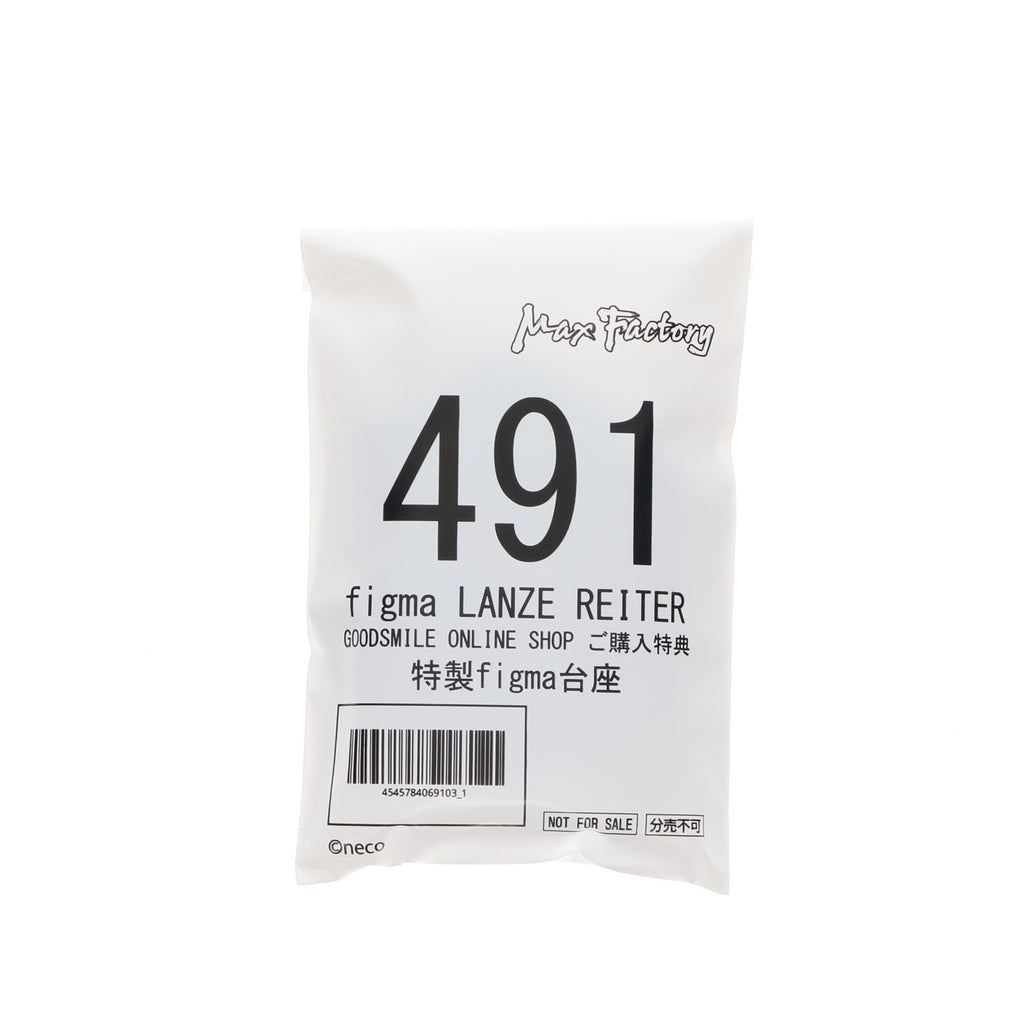 Max Factory
491
figma LANZE REITER
GOODSMILE ONLINE SHOP ご購入特典
特製figma台座
4545784069103_1
NOT FOR SALE 分売不可
©neco